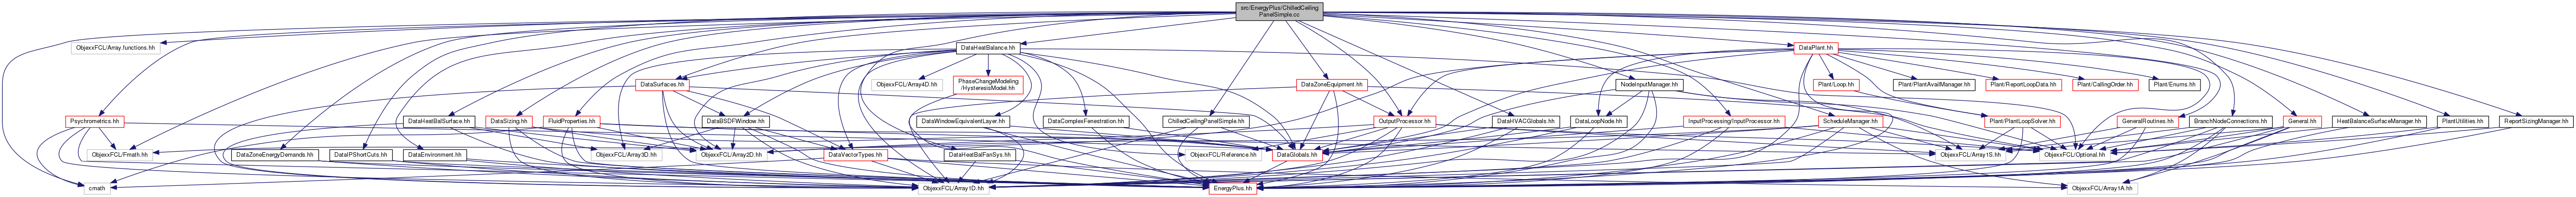 src/EnergyPlus/ChilledCeiling
PanelSimple.cc
ObjexxFCL/Array.functions.hh
DataHeatBalance.hh
DataPlant.hh
DataSurfaces.hh
ObjexxFCL/Array4D.hh
PhaseChangeModeling
/HysteresisModel.hh
DataZoneEquipment.hh
NodeInputManager.hh
Plant/Loop.hh
Plant/PlantAvailManager.hh
Plant/ReportLoopData.hh
Plant/CallingOrder.hh
Plant/Enums.hh
Psychrometrics.hh
DataHeatBalSurface.hh
DataSizing.hh
FluidProperties.hh
DataBSDFWindow.hh
DataWindowEquivalentLayer.hh
DataComplexFenestration.hh
ChilledCeilingPanelSimple.hh
OutputProcessor.hh
DataHVACGlobals.hh
DataLoopNode.hh
InputProcessing/InputProcessor.hh
ScheduleManager.hh
Plant/PlantLoopSolver.hh
GeneralRoutines.hh
BranchNodeConnections.hh
General.hh
HeatBalanceSurfaceManager.hh
PlantUtilities.hh
ReportSizingManager.hh
ObjexxFCL/Fmath.hh
DataZoneEnergyDemands.hh
DataIPShortCuts.hh
DataEnvironment.hh
ObjexxFCL/Array3D.hh
ObjexxFCL/Array2D.hh
DataVectorTypes.hh
DataHeatBalFanSys.hh
ObjexxFCL/Reference.hh
DataGlobals.hh
ObjexxFCL/Array1S.hh
ObjexxFCL/Optional.hh
cmath
ObjexxFCL/Array1D.hh
EnergyPlus.hh
ObjexxFCL/Array1A.hh